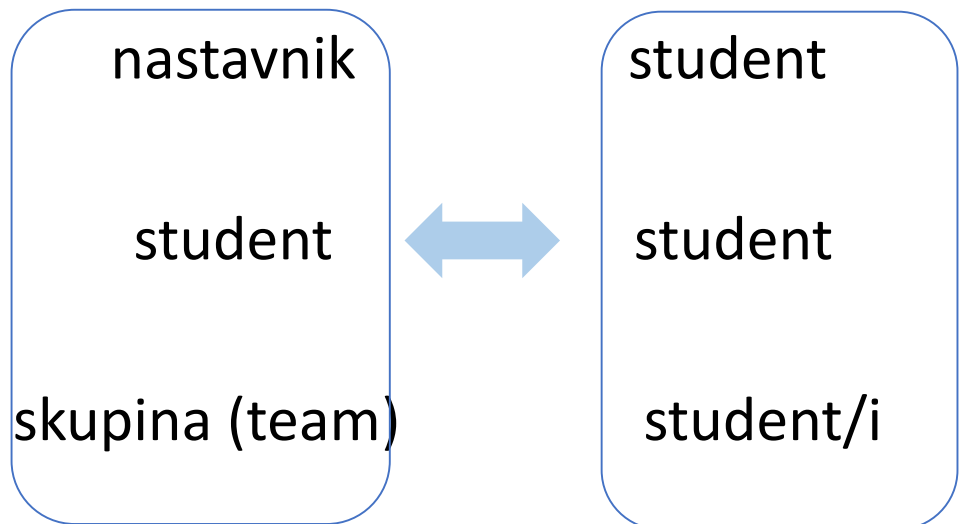 nastavnik
student
skupina (team)
student
student
student/i